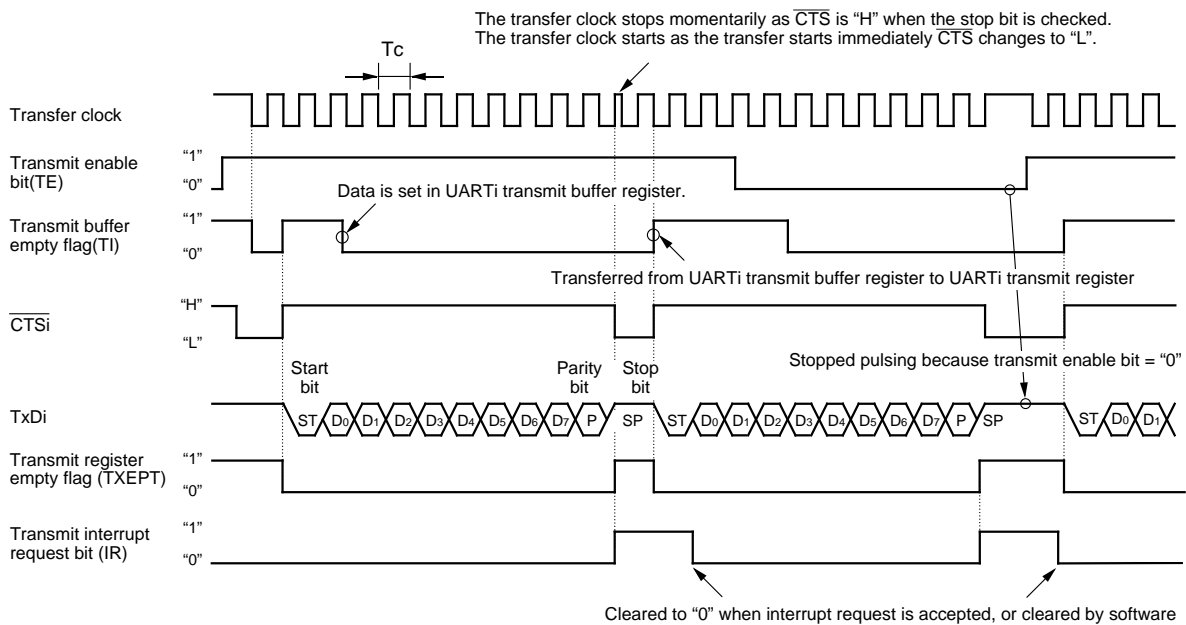 The transfer clock stops momentarily as CTS is “H” when the stop bit is checked.
The transfer clock starts as the transfer starts immediately CTS changes to “L”.
Tc
Transfer clock
Transmit enable
bit(TE)
“1”
“0”
Data is set in UARTi transmit buffer register.
Transmit buffer
empty flag(TI)
“1”
“0”
Transferred from UARTi transmit buffer register to UARTi transmit register
CTSi
“H”
“L”
Stopped pulsing because transmit enable bit = “0”
Start
bit
Parity
bit
Stop
bit
TxDi
ST D0 D1 D2 D3 D4 D5 D6 D7 P SP ST D0 D1 D2 D3 D4 D5 D6 D7 P SP ST D0 D1
Transmit register
empty flag (TXEPT)
“1”
“0”
Transmit interrupt
request bit (IR)
“1”
“0”
Cleared to “0” when interrupt request is accepted, or cleared by software